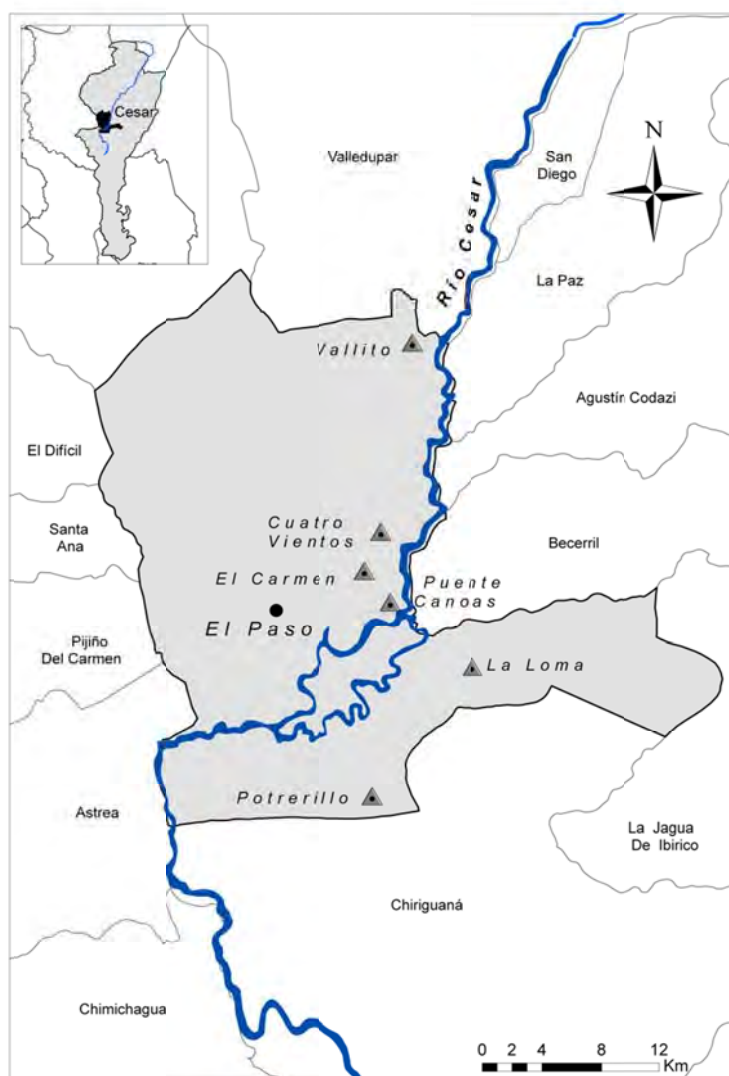 Cesar
N
Valledupar
San
Diego
Río Cesar
La Paz
Vallito
Agustín Codazi
El Difícil
Santa
Ana
Cuatro
Vientos
Becerril
El Carmen
Puente
Canoas
El Paso
Pijiño
Del Carmen
La Loma
Potrerillo
Astrea
La Jagua
De Ibirico
Chiriguaná
Chimichagua
0 2 4 8 12
Km